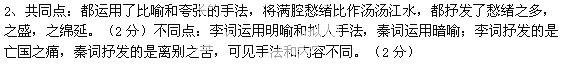 2、共同点：都运用了比喻和夸张的手法，将满腔愁绪比作汤汤江水，都抒发了愁绪之多，
之盛，之绵延。（2 分）不同点：李词运用明喻和拟人手法，秦词运用暗喻；李词抒发的是
亡国之痛，秦词抒发的是离别之苦，可见手法和内容不同。（2 分）